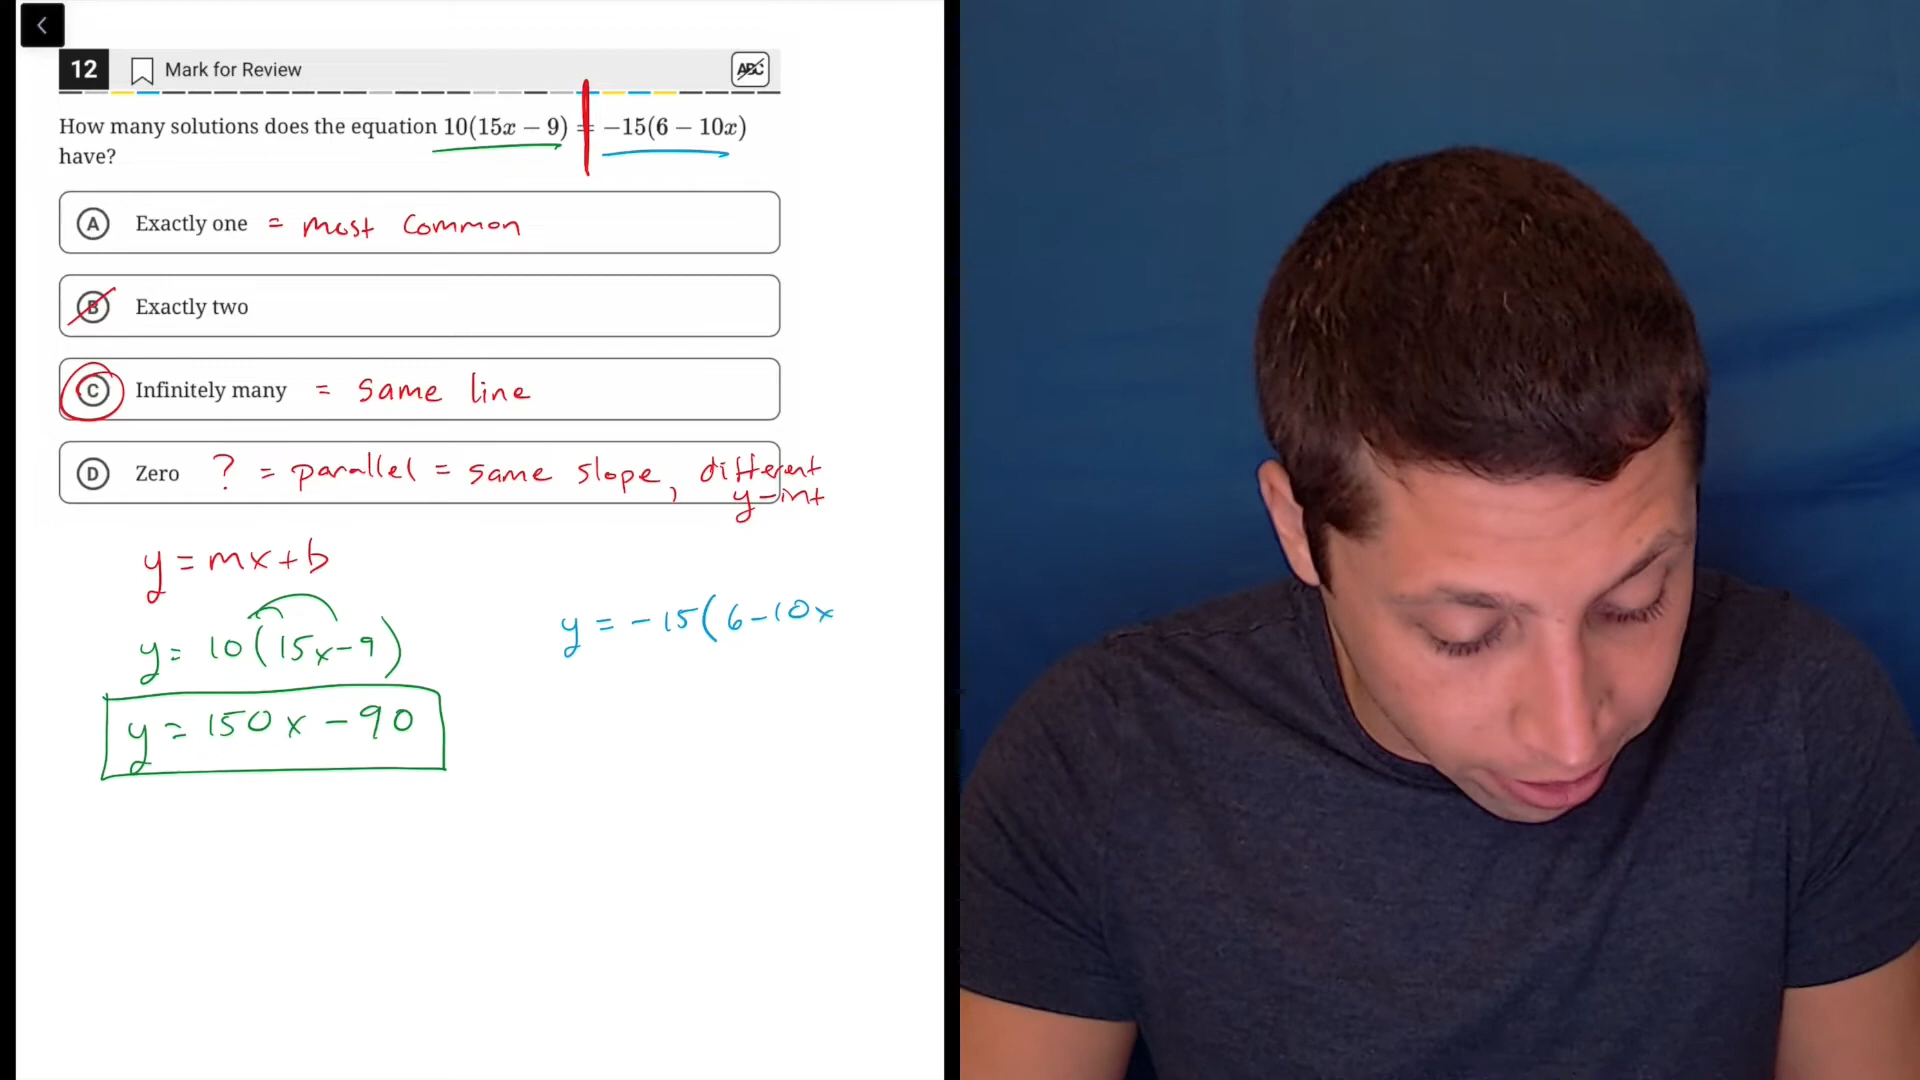 12 Mark for Review ABC
How many solutions does the equation 10(15x – 9) = –15(6 – 10x)
have?
A Exactly one = most common
B Exactly two
C Infinitely many = same line
D Zero ? = parallel = same slope, different
y-int
y = mx+b
y = 10(15x-9)
y = -15(6-10x
y = 150x - 90